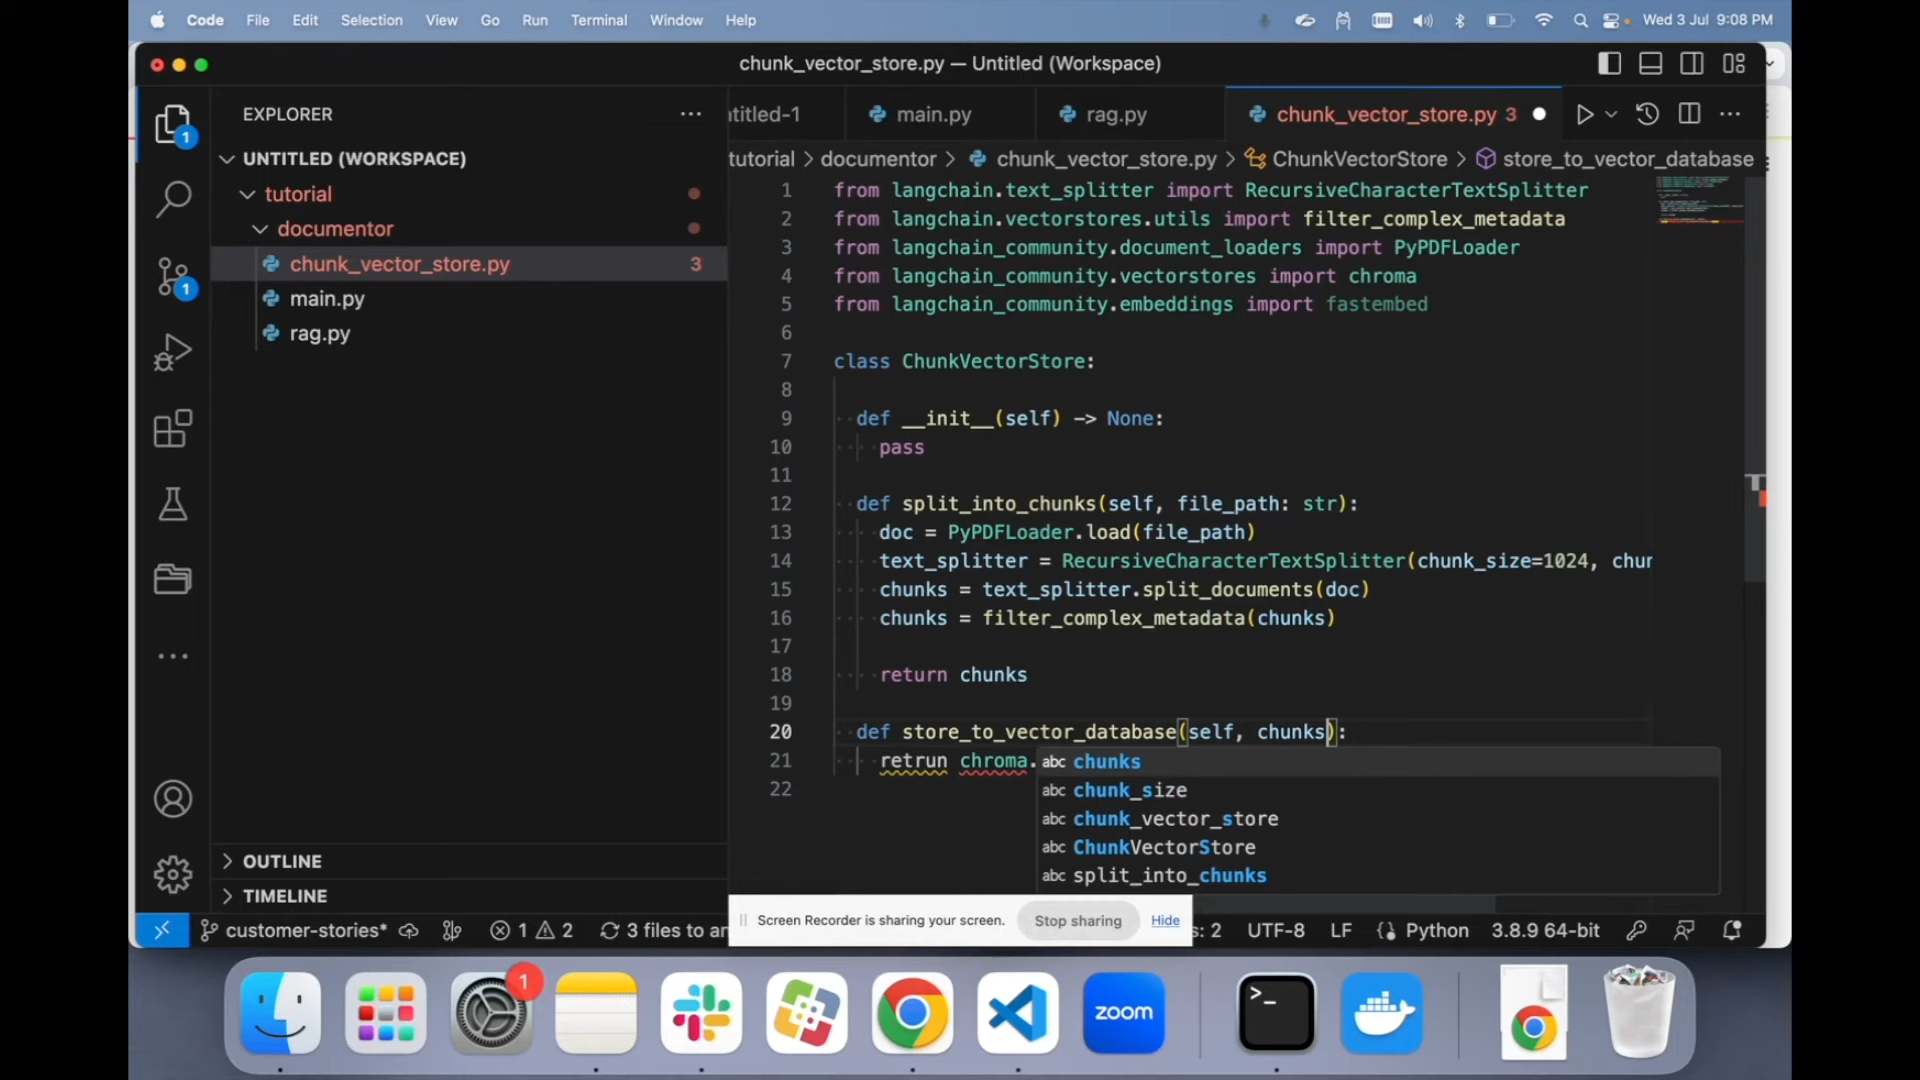 Code File Edit Selection View Go Run Terminal Window Help Wed 3 Jul 9:08 PM
chunk_vector_store.py — Untitled (Workspace)
EXPLORER
UNTITLED (WORKSPACE)
tutorial
documentor
chunk_vector_store.py 3
main.py
rag.py
OUTLINE
TIMELINE
1
1
ntitled-1 main.py rag.py chunk_vector_store.py 3
tutorial > documentor > chunk_vector_store.py > ChunkVectorStore > store_to_vector_database
1 from langchain.text_splitter import RecursiveCharacterTextSplitter
2 from langchain.vectorstores.utils import filter_complex_metadata
3 from langchain_community.document_loaders import PyPDFLoader
4 from langchain_community.vectorstores import chroma
5 from langchain_community.embeddings import fastembed
6
7 class ChunkVectorStore:
8
9 def __init__(self) -> None:
10 pass
11
12 def split_into_chunks(self, file_path: str):
13 doc = PyPDFLoader.load(file_path)
14 text_splitter = RecursiveCharacterTextSplitter(chunk_size=1024, chun
15 chunks = text_splitter.split_documents(doc)
16 chunks = filter_complex_metadata(chunks)
17
18 return chunks
19
20 def store_to_vector_database(self, chunks):
21 retrun chroma.
22
abc chunks
abc chunk_size
abc chunk_vector_store
abc ChunkVectorStore
abc split_into_chunks
Screen Recorder is sharing your screen. Stop sharing Hide
customer-stories* 1 2 3 files to an s: 2 UTF-8 LF {} Python 3.8.9 64-bit
1
zoom
>_